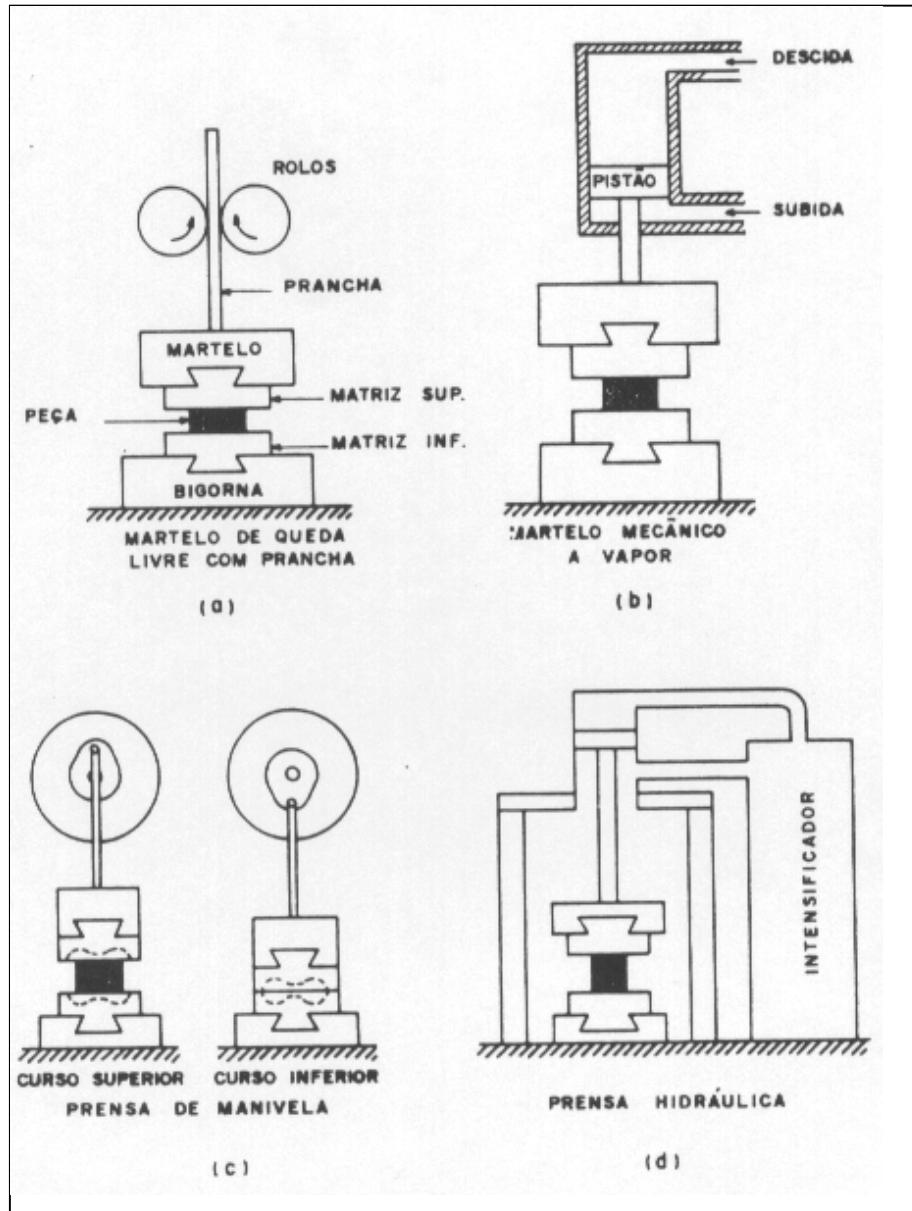 ROLOS
PRANCHA
MARTELO
MATRIZ SUP.
PEÇA
MATRIZ INF.
BIGORNA
MARTELO DE QUEDA
LIVRE COM PRANCHA
(a)
DESCIDA
PISTÃO
SUBIDA
MARTELO MECÂNICO
A VAPOR
(b)
CURSO SUPERIOR CURSO INFERIOR
PRENSA DE MANIVELA
(c)
INTENSIFICADOR
PRENSA HIDRÁULICA
(d)